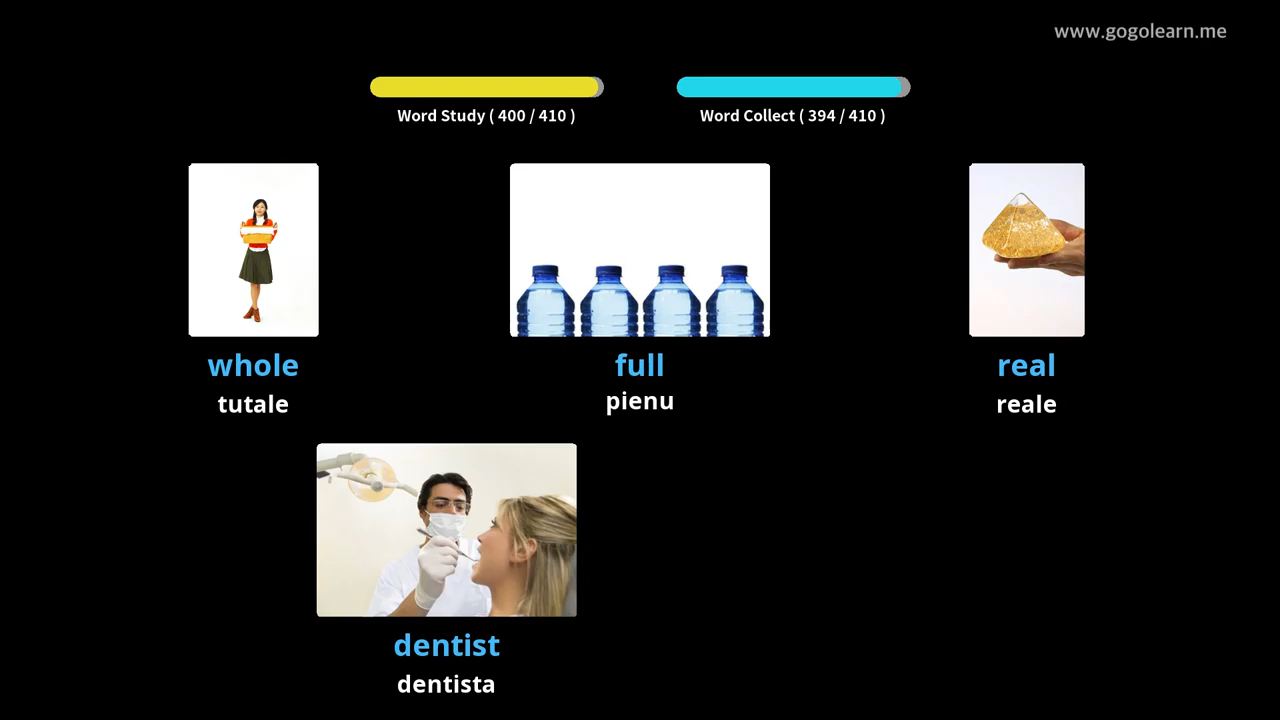 www.gogolearn.me
Word Study ( 400 / 410 )
Word Collect ( 394 / 410 )
whole
tutale
full
pienu
real
reale
dentist
dentista